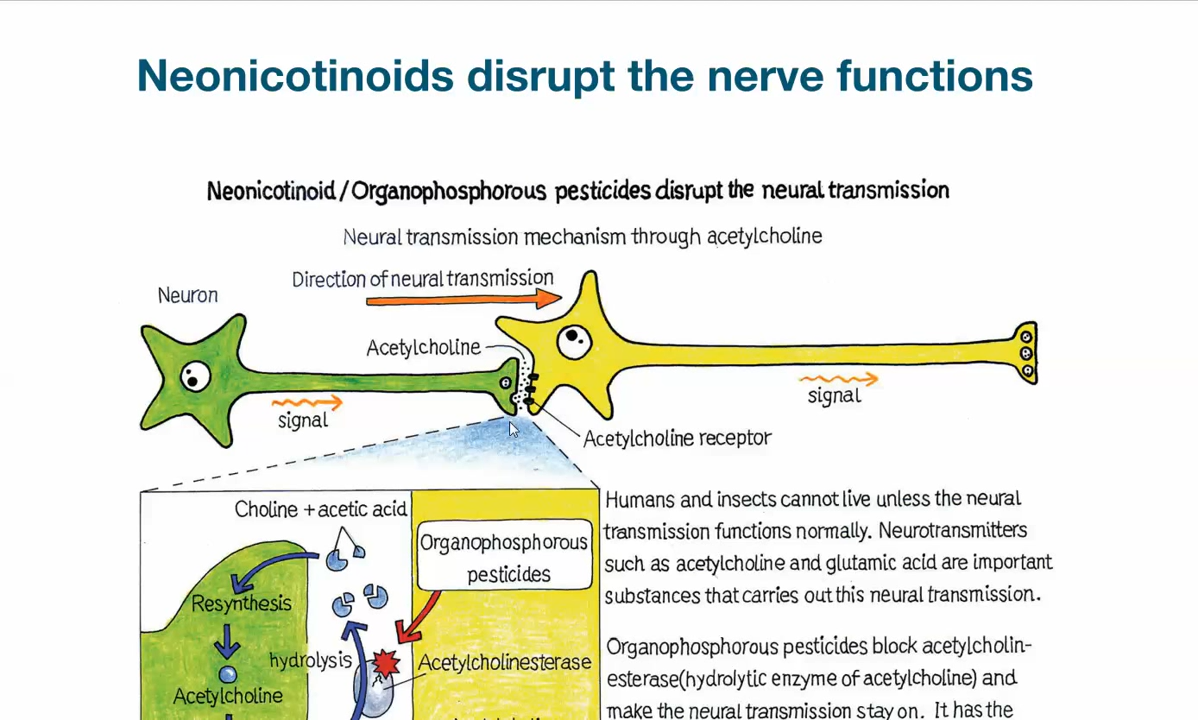 Neonicotinoids disrupt the nerve functions
Neonicotinoid/Organophosphorous pesticides disrupt the neural transmission
Neural transmission mechanism through acetylcholine
Direction of neural transmission
Neuron
Acetylcholine
signal
signal
Acetylcholine receptor
Choline + acetic acid
Organophosphorous
pesticides
Resynthesis
hydrolysis
Acetylcholinesterase
Acetylcholine
Humans and insects cannot live unless the neural
transmission functions normally. Neurotransmitters
such as acetylcholine and glutamic acid are important
substances that carries out this neural transmission.
Organophosphorous pesticides block acetylcholin-
esterase(hydrolytic enzyme of acetylcholine) and
make the neural transmission stay on. It has the